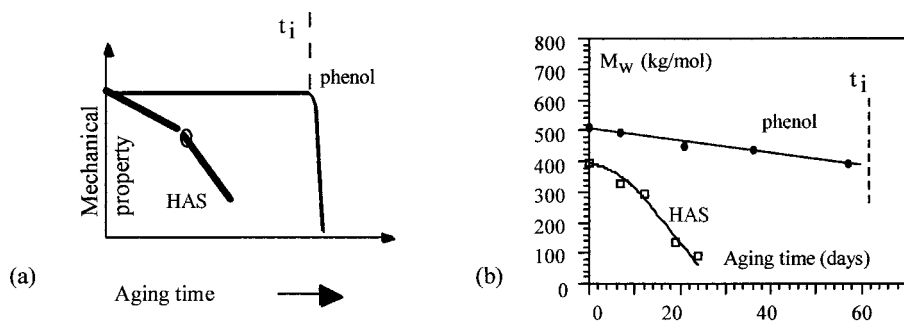 (a)
t i
phenol
Mechanical
property
HAS
Aging time
(b)
800
700
600
500
400
300
200
100
0
Mw (kg/mol)
t i
phenol
HAS
Aging time (days)
0
20
40
60